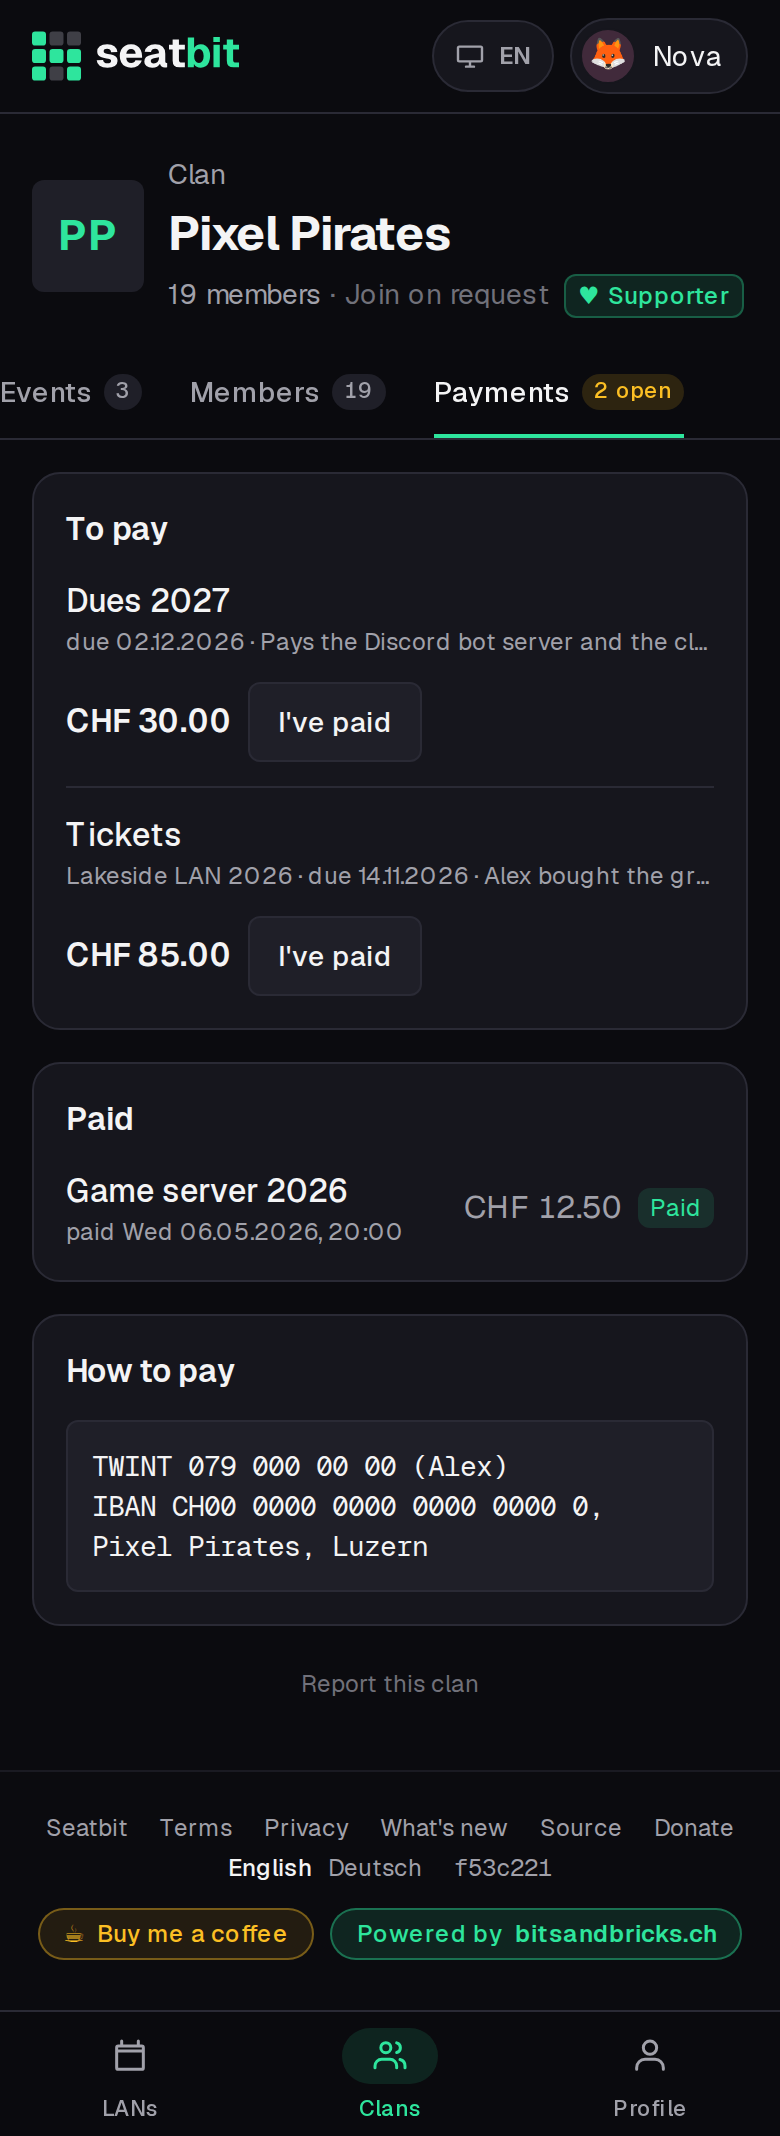 seatbit
EN
Nova
Clan
PP
Pixel Pirates
19 members · Join on request
♥ Supporter
Events 3
Members 19
Payments 2 open
To pay
Dues 2027
due 02.12.2026 · Pays the Discord bot server and the cl…
CHF 30.00
I've paid
Tickets
Lakeside LAN 2026 · due 14.11.2026 · Alex bought the gr…
CHF 85.00
I've paid
Paid
Game server 2026
paid Wed 06.05.2026, 20:00
CHF 12.50
Paid
How to pay
TWINT 079 000 00 00 (Alex)
IBAN CH00 0000 0000 0000 0000 0,
Pixel Pirates, Luzern
Report this clan
Seatbit Terms Privacy What's new Source Donate
English Deutsch f53c221
Buy me a coffee
Powered by bitsandbricks.ch
LANs
Clans
Profile